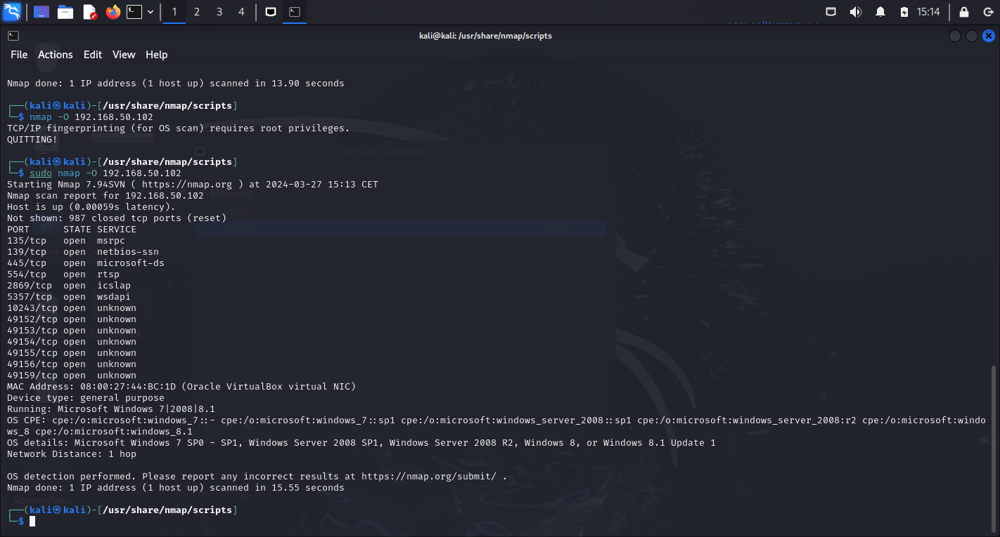 1 2 3 4 15:14
kali@kali: /usr/share/nmap/scripts
File Actions Edit View Help
Nmap done: 1 IP address (1 host up) scanned in 13.90 seconds
┌──(kali㉿kali)-[/usr/share/nmap/scripts]
└─$ nmap -O 192.168.50.102
TCP/IP fingerprinting (for OS scan) requires root privileges.
QUITTING!
┌──(kali㉿kali)-[/usr/share/nmap/scripts]
└─$ sudo nmap -O 192.168.50.102
Starting Nmap 7.94SVN ( https://nmap.org ) at 2024-03-27 15:13 CET
Nmap scan report for 192.168.50.102
Host is up (0.00059s latency).
Not shown: 987 closed tcp ports (reset)
PORT      STATE SERVICE
135/tcp   open  msrpc
139/tcp   open  netbios-ssn
445/tcp   open  microsoft-ds
554/tcp   open  rtsp
2869/tcp  open  icslap
5357/tcp  open  wsdapi
10243/tcp open  unknown
49152/tcp open  unknown
49153/tcp open  unknown
49154/tcp open  unknown
49155/tcp open  unknown
49156/tcp open  unknown
49159/tcp open  unknown
MAC Address: 08:00:27:44:BC:1D (Oracle VirtualBox virtual NIC)
Device type: general purpose
Running: Microsoft Windows 7|2008|8.1
OS CPE: cpe:/o:microsoft:windows_7::- cpe:/o:microsoft:windows_7::sp1 cpe:/o:microsoft:windows_server_2008::sp1 cpe:/o:microsoft:windows_server_2008:r2 cpe:/o:microsoft:windo
ws_8 cpe:/o:microsoft:windows_8.1
OS details: Microsoft Windows 7 SP0 - SP1, Windows Server 2008 SP1, Windows Server 2008 R2, Windows 8, or Windows 8.1 Update 1
Network Distance: 1 hop
OS detection performed. Please report any incorrect results at https://nmap.org/submit/ .
Nmap done: 1 IP address (1 host up) scanned in 15.55 seconds
┌──(kali㉿kali)-[/usr/share/nmap/scripts]
└─$
Network Connections
Ethernet
DHCP
Screenshot...